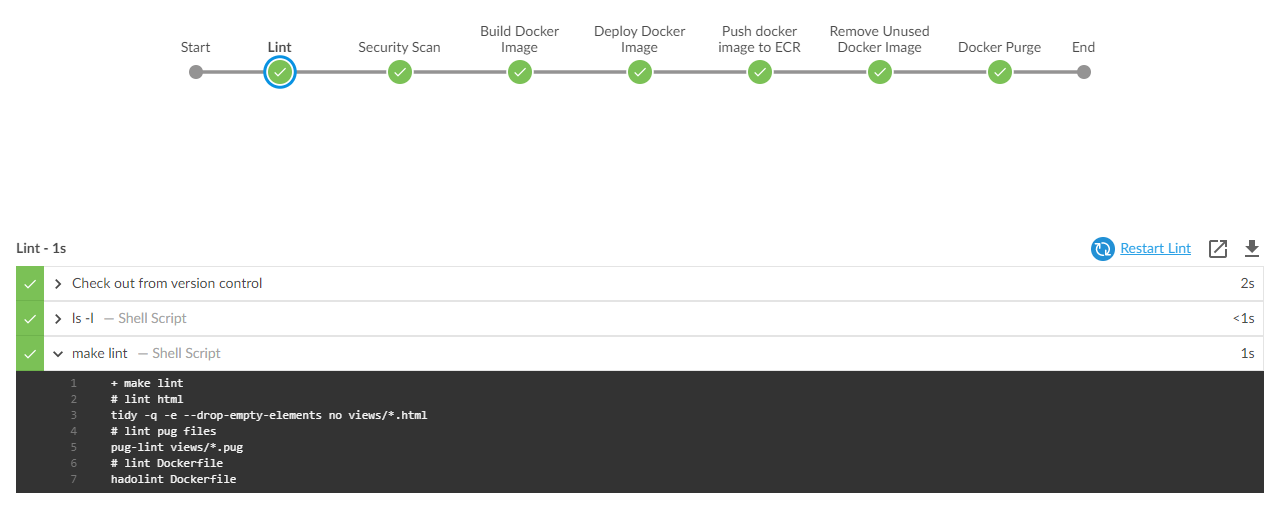 Start
Lint
Security Scan
Build Docker
Image
Deploy Docker
Image
Push docker
image to ECR
Remove Unused
Docker Image
Docker Purge
End
Lint - 1s
Restart Lint
Check out from version control 2s
ls -l — Shell Script <1s
make lint — Shell Script 1s
1 + make lint
2 # lint html
3 tidy -q -e --drop-empty-elements no views/*.html
4 # lint pug files
5 pug-lint views/*.pug
6 # lint Dockerfile
7 hadolint Dockerfile